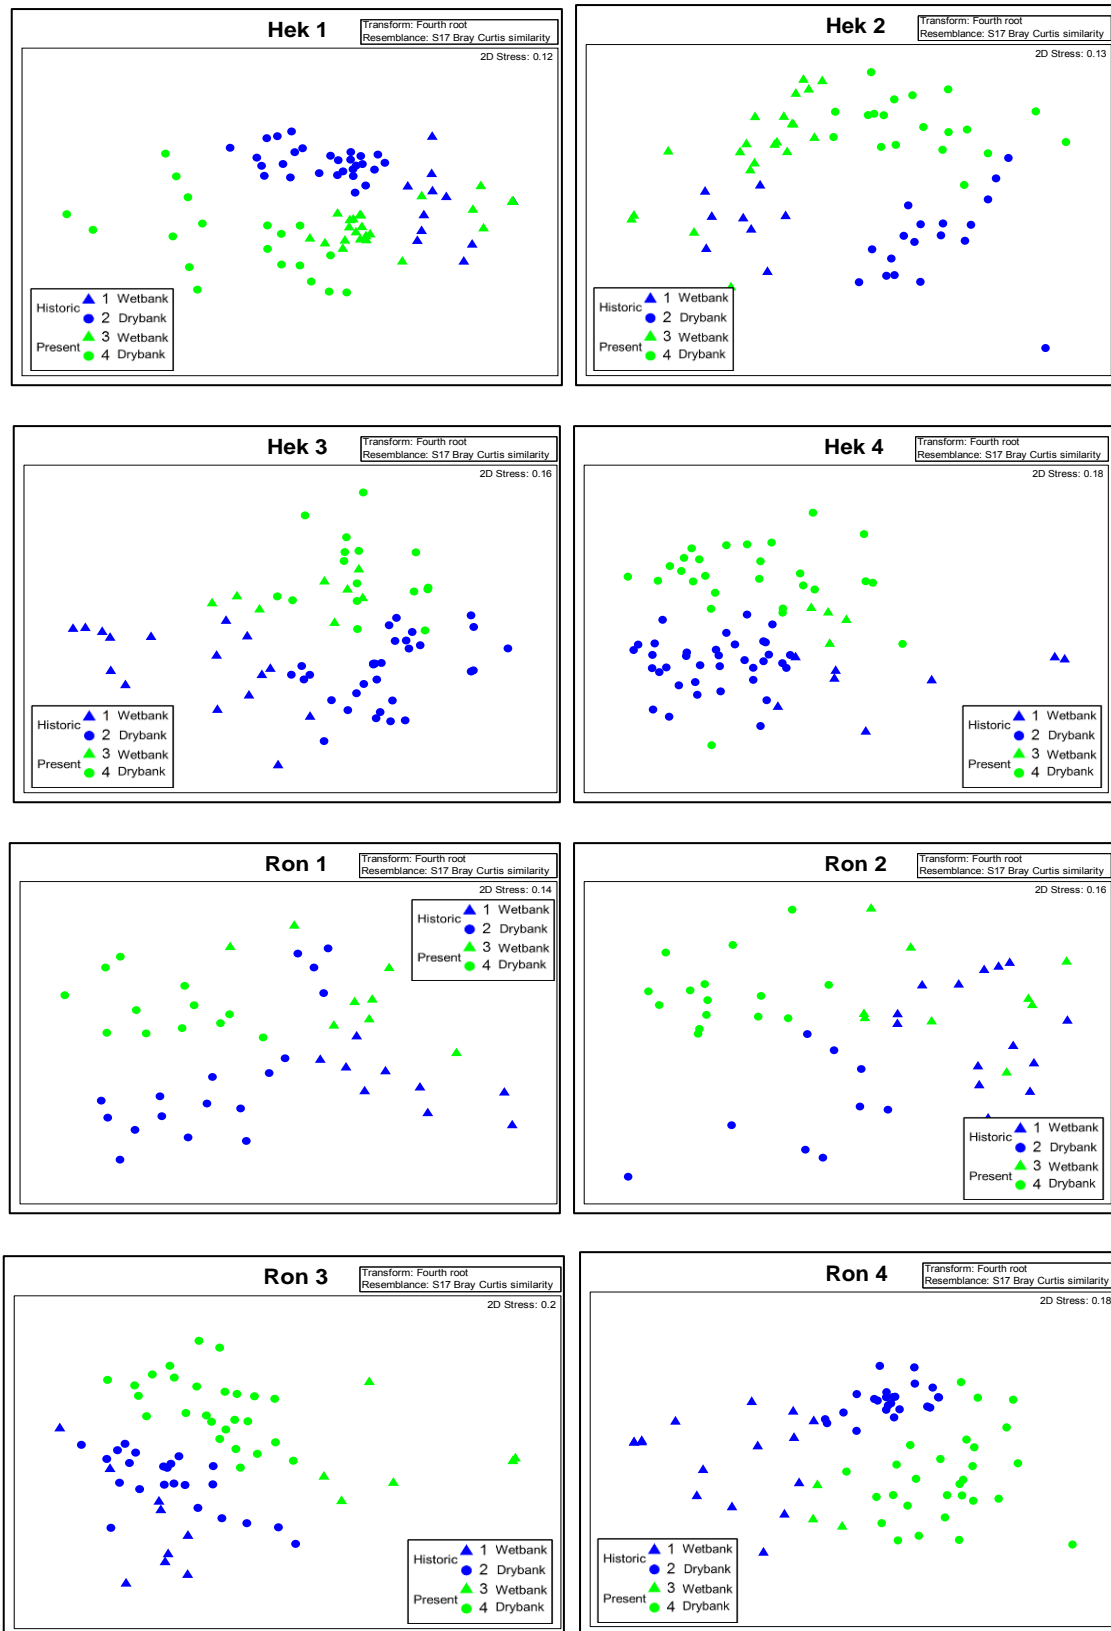 Hek 1
Transform: Fourth root
Resemblance: S17 Bray Curtis similarity
2D Stress: 0.12
Historic
1 Wetbank
2 Drybank
Present
3 Wetbank
4 Drybank
Hek 2
Transform: Fourth root
Resemblance: S17 Bray Curtis similarity
2D Stress: 0.13
Historic
1 Wetbank
2 Drybank
Present
3 Wetbank
4 Drybank
Hek 3
Transform: Fourth root
Resemblance: S17 Bray Curtis similarity
2D Stress: 0.16
Historic
1 Wetbank
2 Drybank
Present
3 Wetbank
4 Drybank
Hek 4
Transform: Fourth root
Resemblance: S17 Bray Curtis similarity
2D Stress: 0.18
Historic
1 Wetbank
2 Drybank
Present
3 Wetbank
4 Drybank
Ron 1
Transform: Fourth root
Resemblance: S17 Bray Curtis similarity
2D Stress: 0.14
Historic
1 Wetbank
2 Drybank
Present
3 Wetbank
4 Drybank
Ron 2
Transform: Fourth root
Resemblance: S17 Bray Curtis similarity
2D Stress: 0.16
Historic
1 Wetbank
2 Drybank
Present
3 Wetbank
4 Drybank
Ron 3
Transform: Fourth root
Resemblance: S17 Bray Curtis similarity
2D Stress: 0.2
Historic
1 Wetbank
2 Drybank
Present
3 Wetbank
4 Drybank
Ron 4
Transform: Fourth root
Resemblance: S17 Bray Curtis similarity
2D Stress: 0.18
Historic
1 Wetbank
2 Drybank
Present
3 Wetbank
4 Drybank